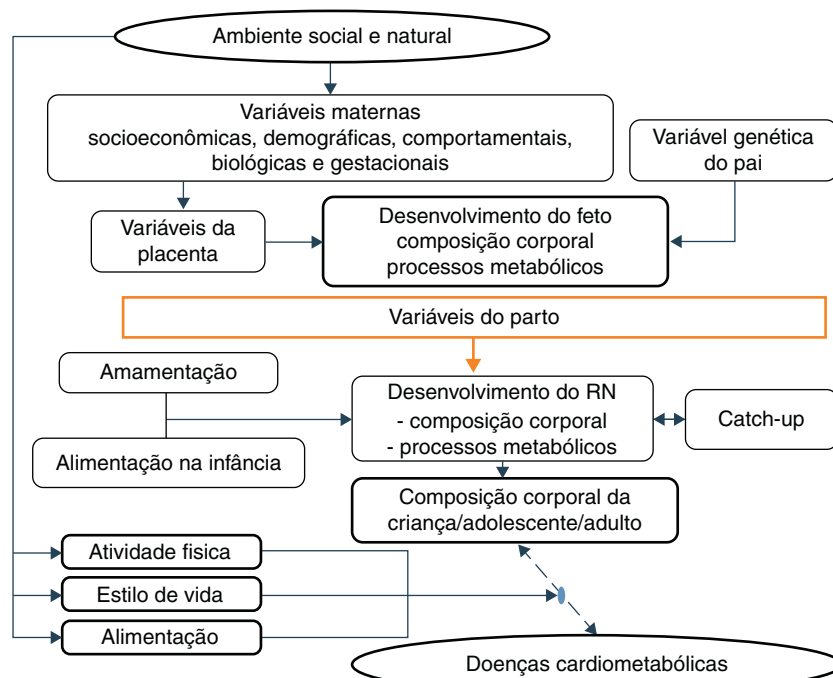 Ambiente social e natural
Variáveis maternas
socioeconômicas, demográficas, comportamentais,
biológicas e gestacionais
Variável genética
do pai
Variáveis da
placenta
Desenvolvimento do feto
composição corporal
processos metabólicos
Variáveis do parto
Amamentação
Alimentação na infância
Desenvolvimento do RN
- composição corporal
- processos metabólicos
Catch-up
Composição corporal da
criança/adolescente/adulto
Atividade fisica
Estilo de vida
Alimentação
Doenças cardiometabólicas